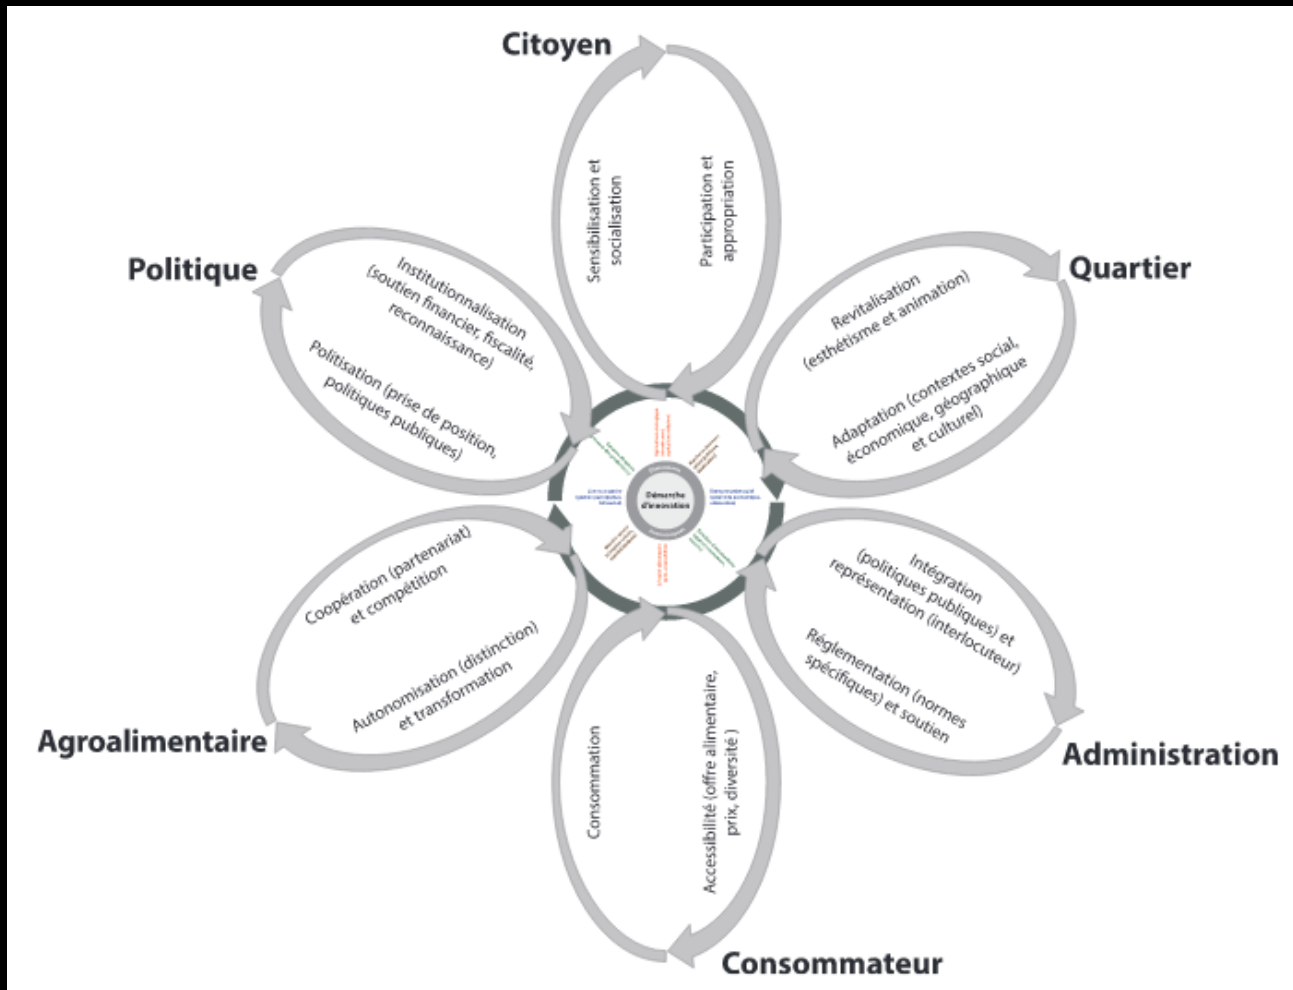 Citoyen
Sensibilisation et
socialisation
Participation et
appropriation
Politique
Institutionnalisation
(soutien financier, fiscalité,
reconnaissance)
Politisation (prise de position,
politiques publiques)
Quartier
Revitalisation
(esthétisme et animation)
Adaptation (contextes social,
économique, géographique
et culturel)
Démarche
d'innovation
Agroalimentaire
Coopération (partenariat)
et compétition
Autonomisation (distinction)
et transformation
Administration
Intégration
(politiques publiques) et
représentation (interlocuteur)
Réglementation (normes
spécifiques) et soutien
Consommateur
Consommation
Accessibilité (offre alimentaire,
prix, diversité )